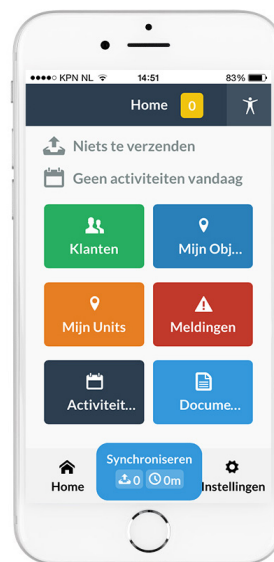 KPN NL 14:51 83%
Home 0
Niets te verzenden
Geen activiteiten vandaag
Klanten Mijn Obj...
Mijn Units Meldingen
Activiteit... Docume...
Synchroniseren
0 0m
Home Instellingen